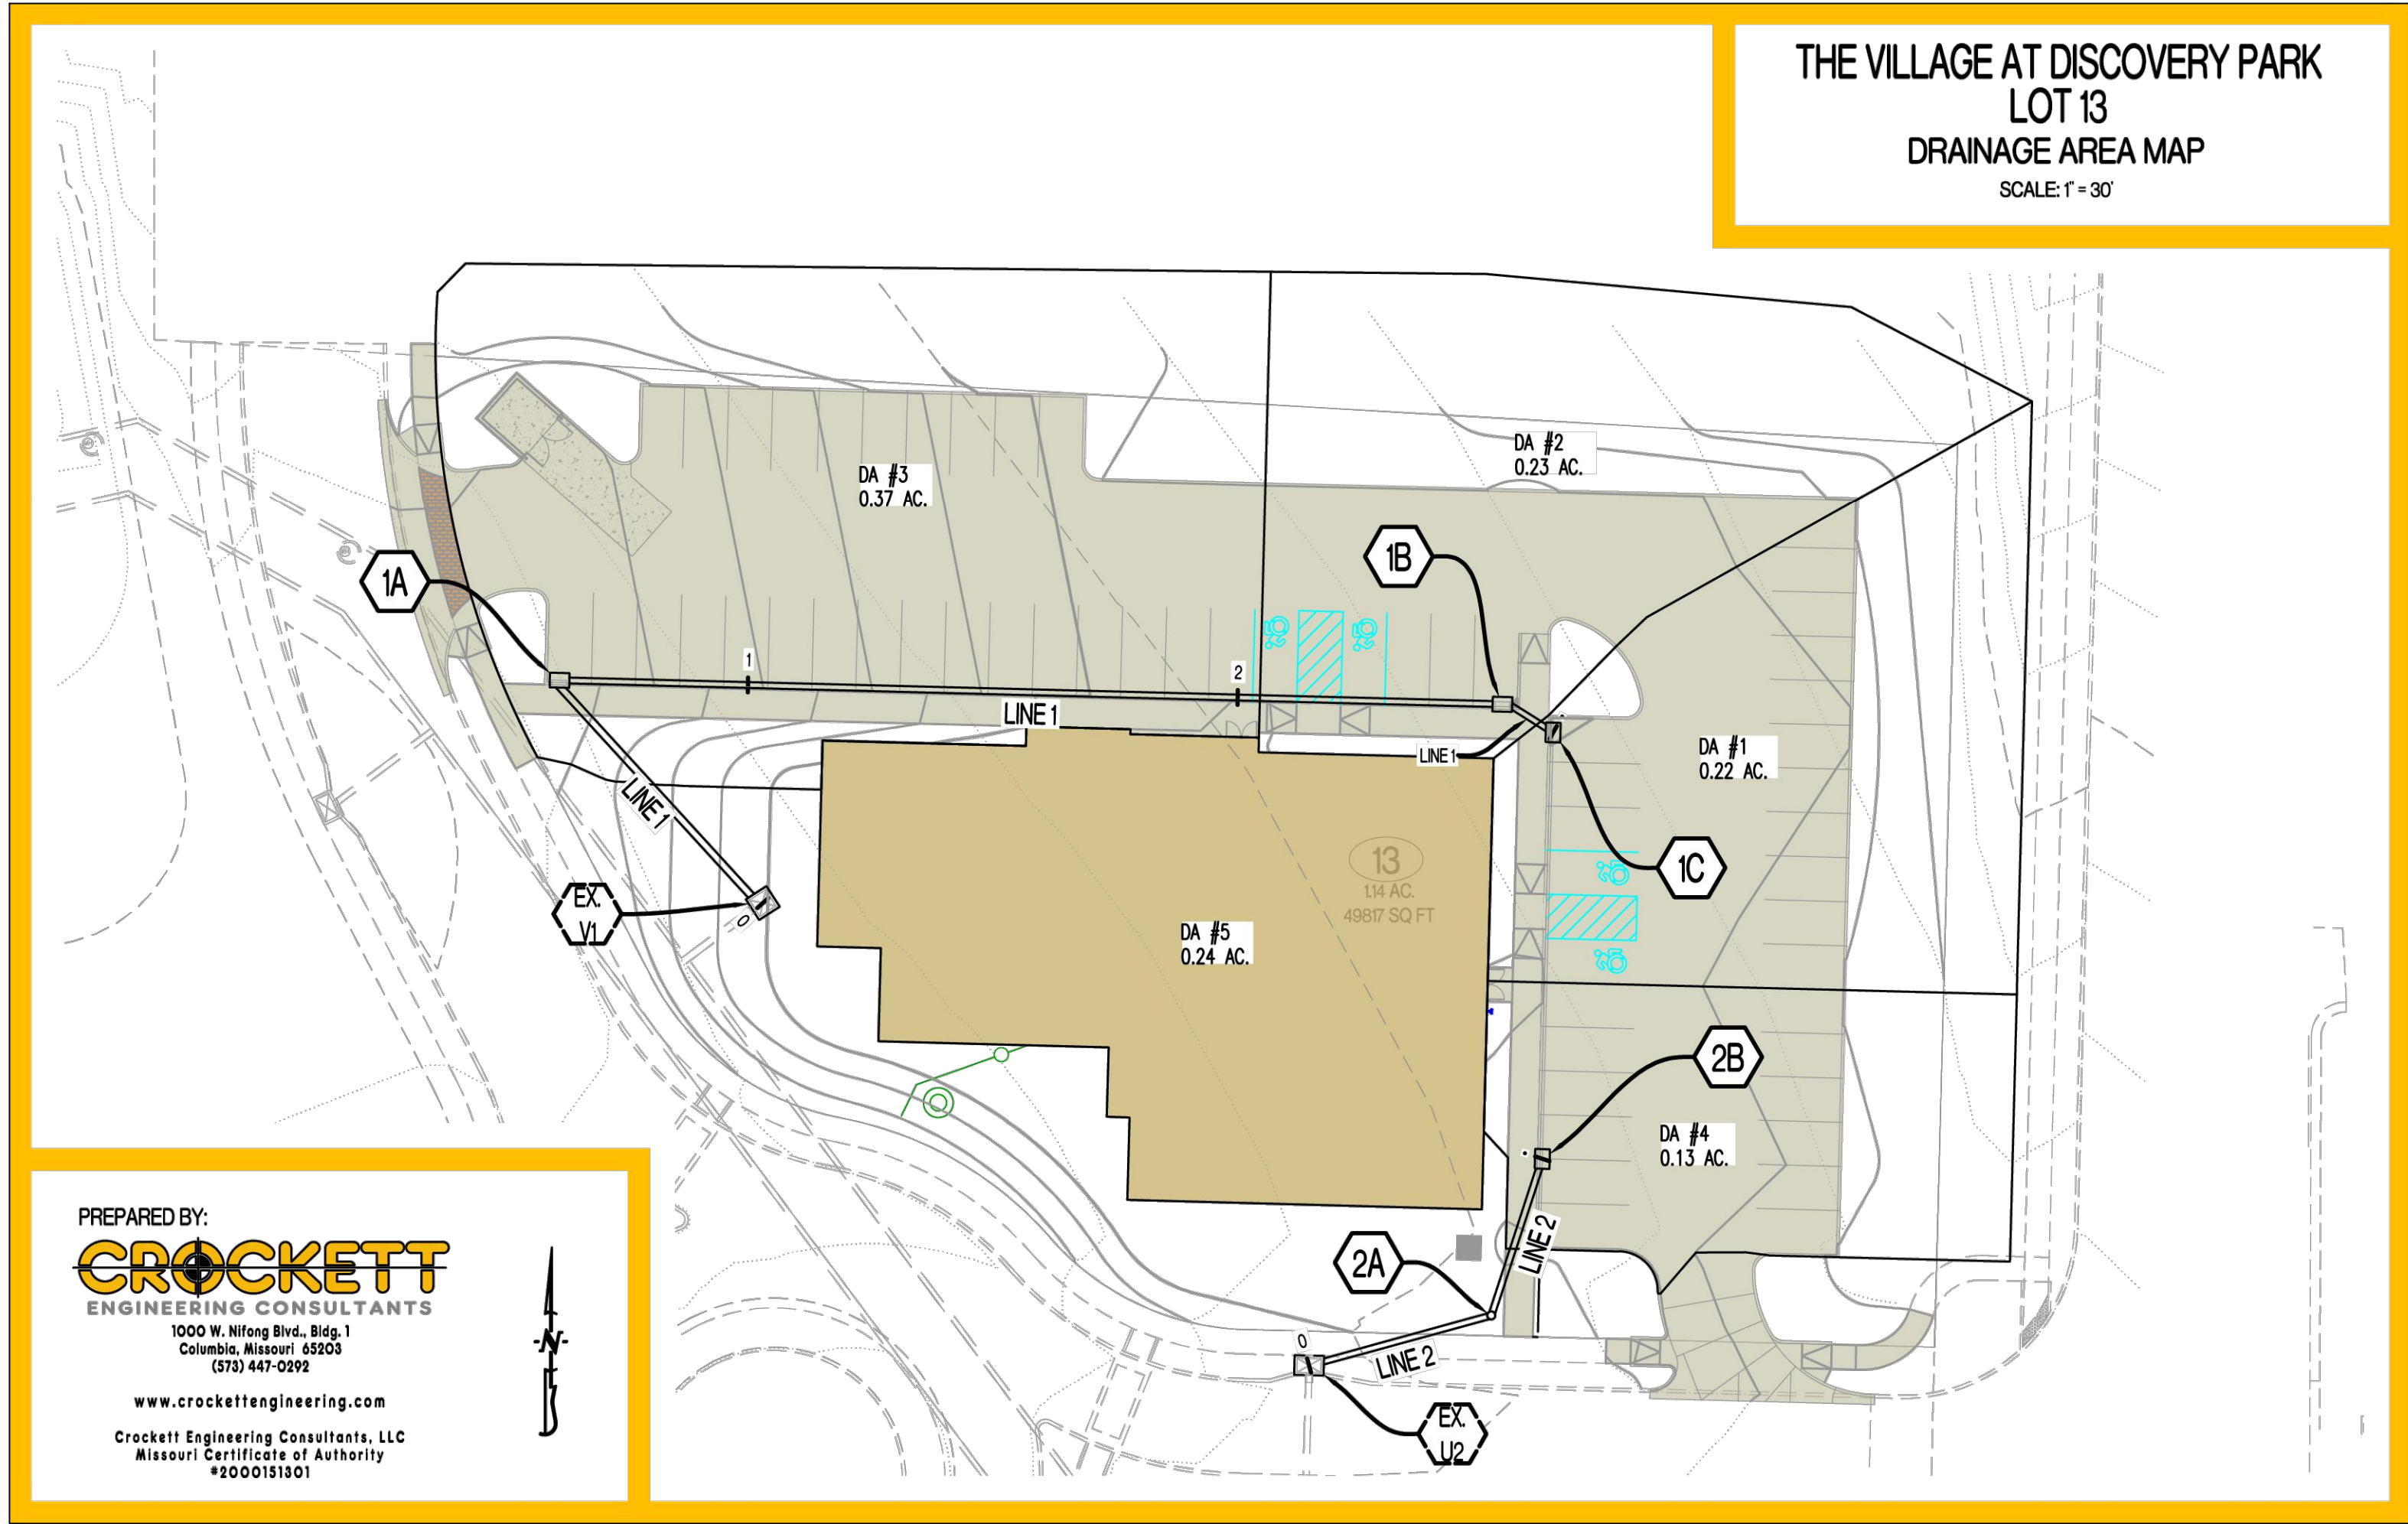 THE VILLAGE AT DISCOVERY PARK
LOT 13
DRAINAGE AREA MAP
SCALE: 1" = 30'
DA #2
0.23 AC.
DA #3
0.37 AC.
1B
1A
1
2
LINE 1
LINE 1
DA #1
0.22 AC.
LINE 1
13
1.14 AC.
49817 SQ FT
1C
EX.
V1
0
DA #5
0.24 AC.
2B
DA #4
0.13 AC.
2A
LINE 2
0
LINE 2
EX.
U2
PREPARED BY:
CROCKETT
ENGINEERING CONSULTANTS
1000 W. Nifong Blvd., Bldg. 1
Columbia, Missouri 65203
(573) 447-0292
www.crockettengineering.com
Crockett Engineering Consultants, LLC
Missouri Certificate of Authority
#2000151301
-N-